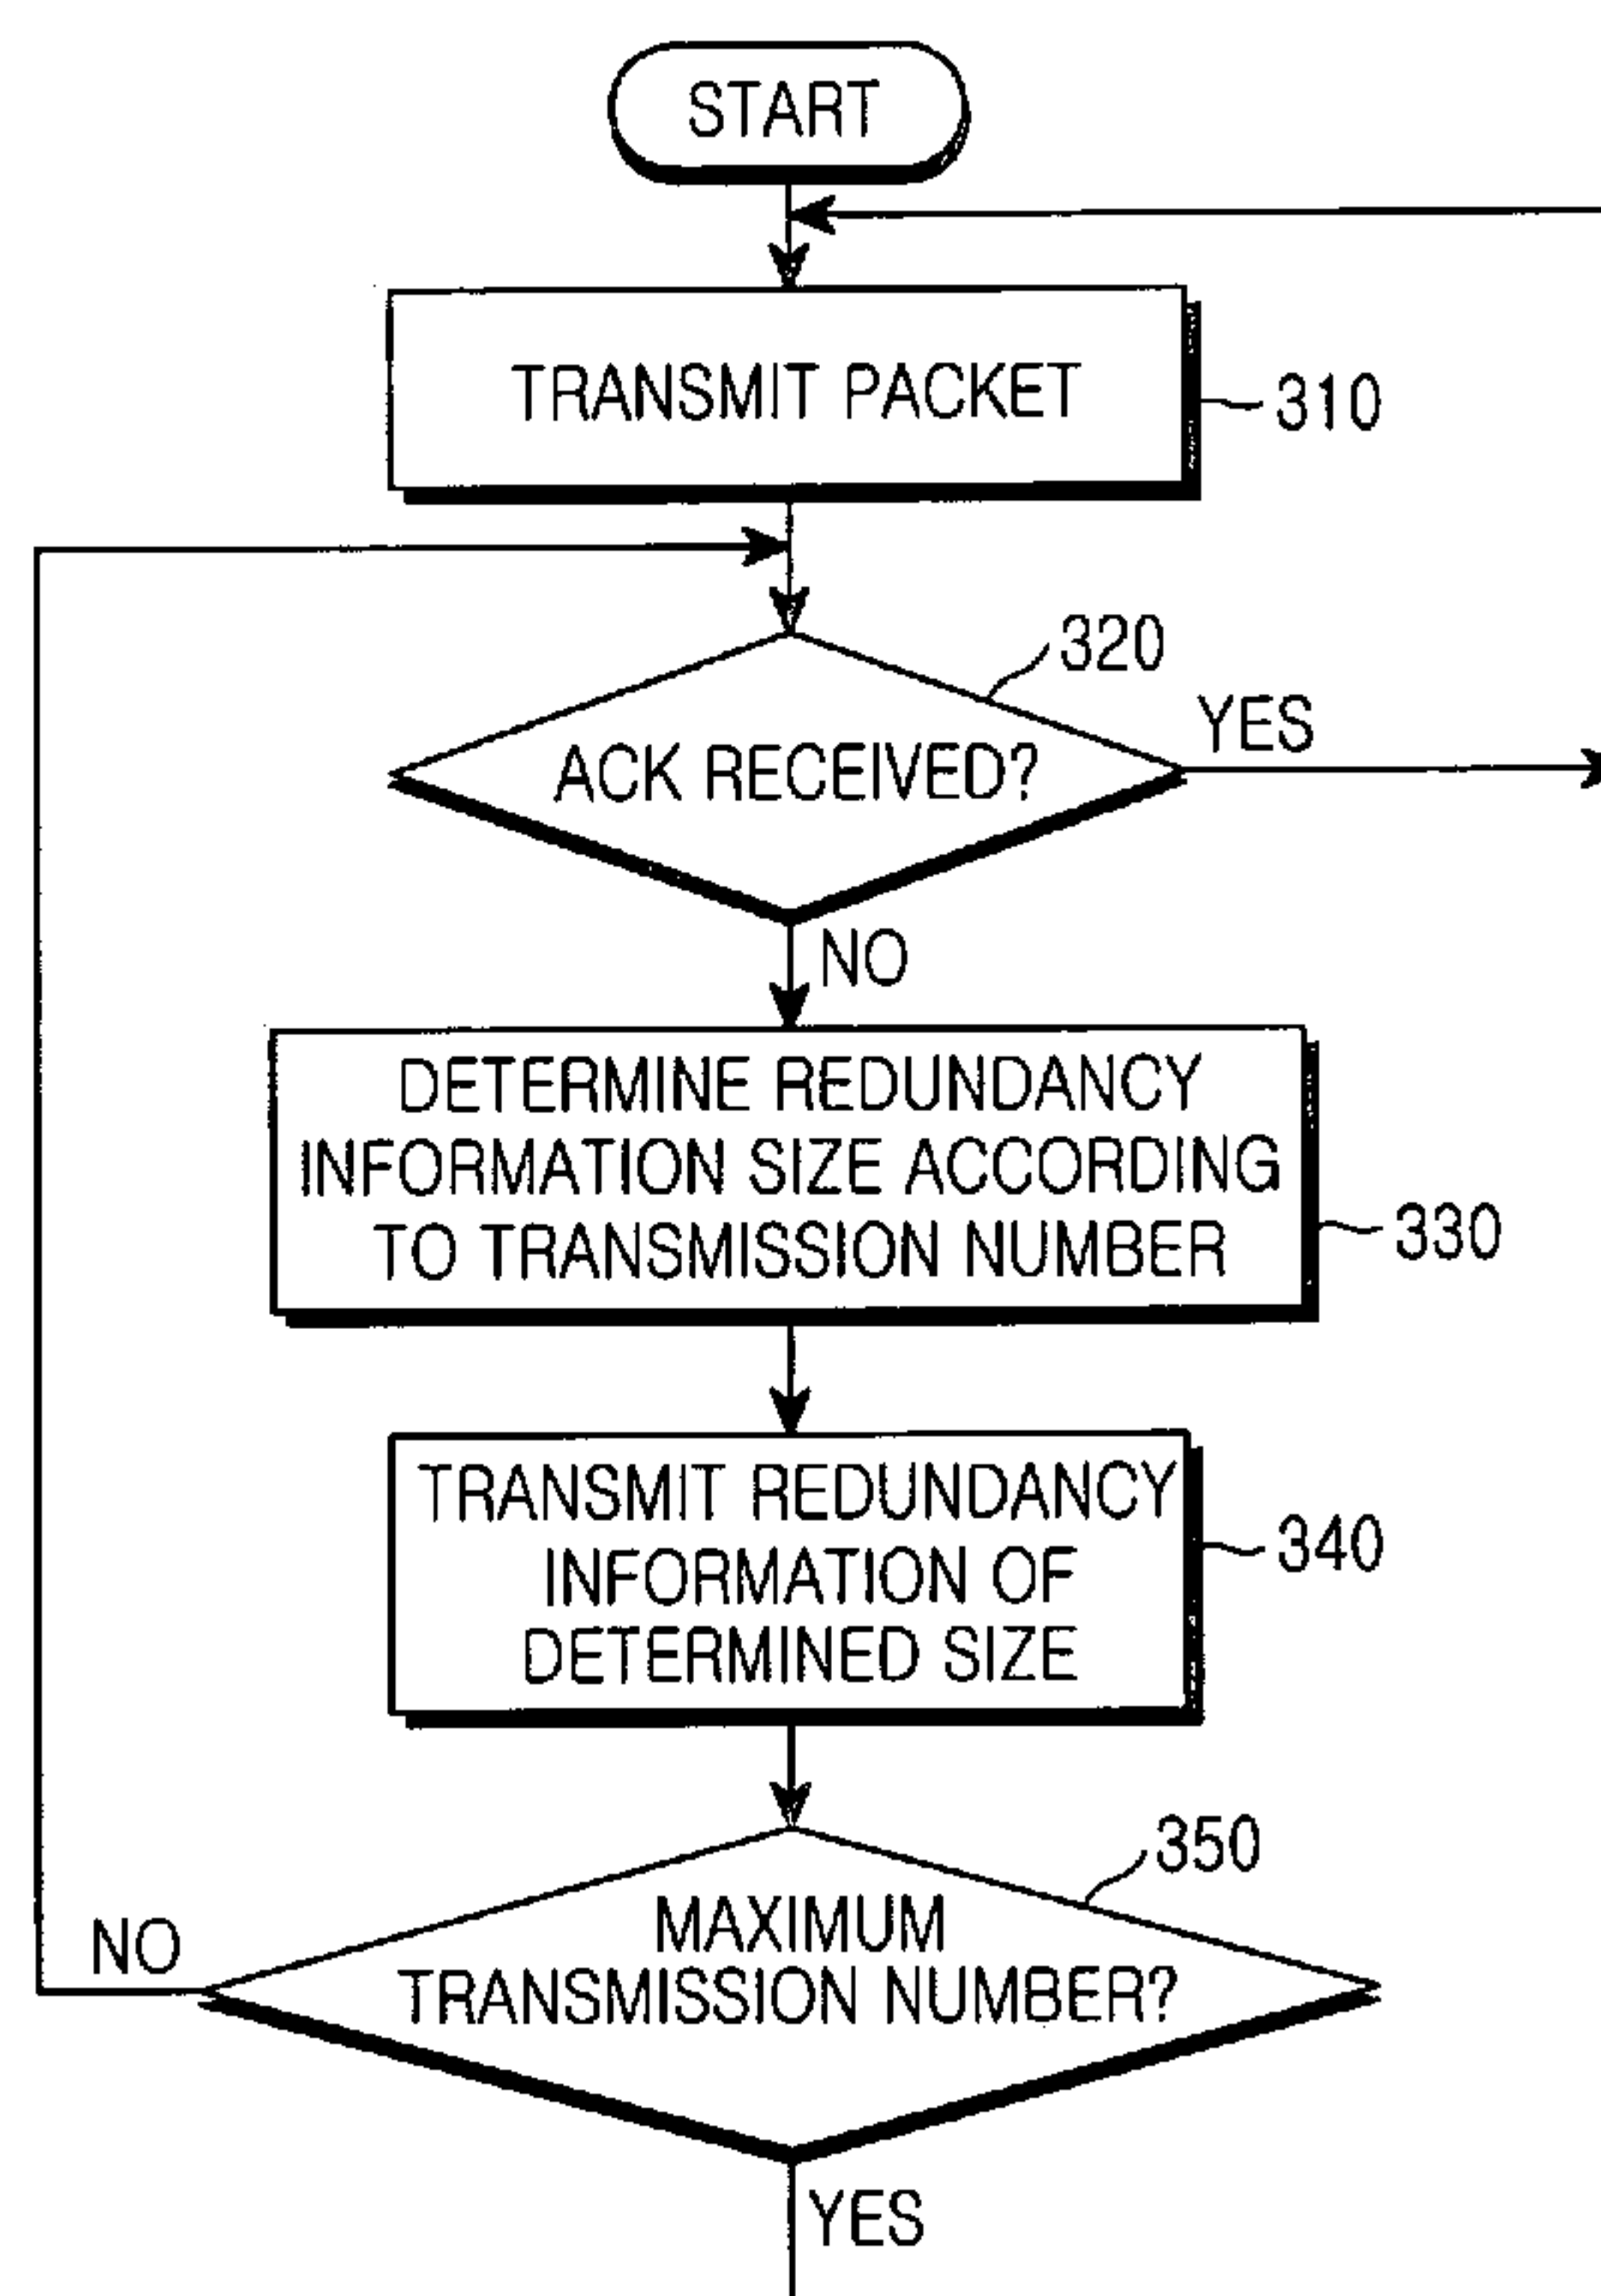 START
TRANSMIT PACKET
310
320
YES
ACK RECEIVED?
NO
DETERMINE REDUNDANCY
INFORMATION SIZE ACCORDING
TO TRANSMISSION NUMBER
330
TRANSMIT REDUNDANCY
INFORMATION OF
DETERMINED SIZE
340
350
MAXIMUM
TRANSMISSION NUMBER?
NO
YES